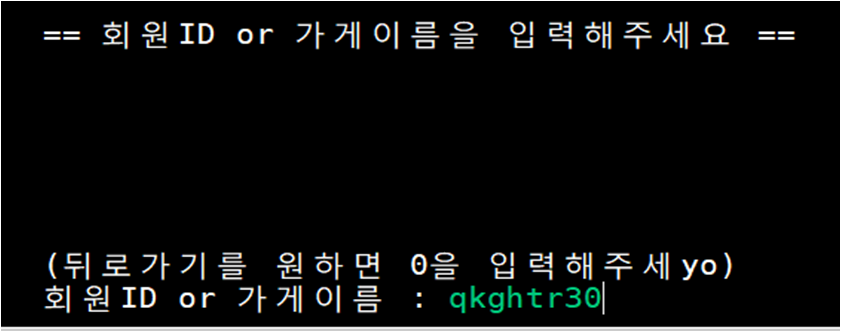 == 회원ID or 가게이름을 입력해주세요 ==
(뒤로가기를 원하면 0을 입력해주세yo)
회원ID or 가게이름 : qkghtr30